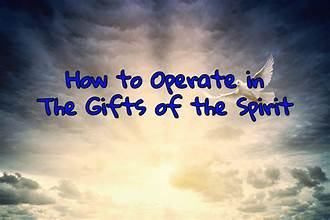 How to Operate in
The Gifts of the Spirit